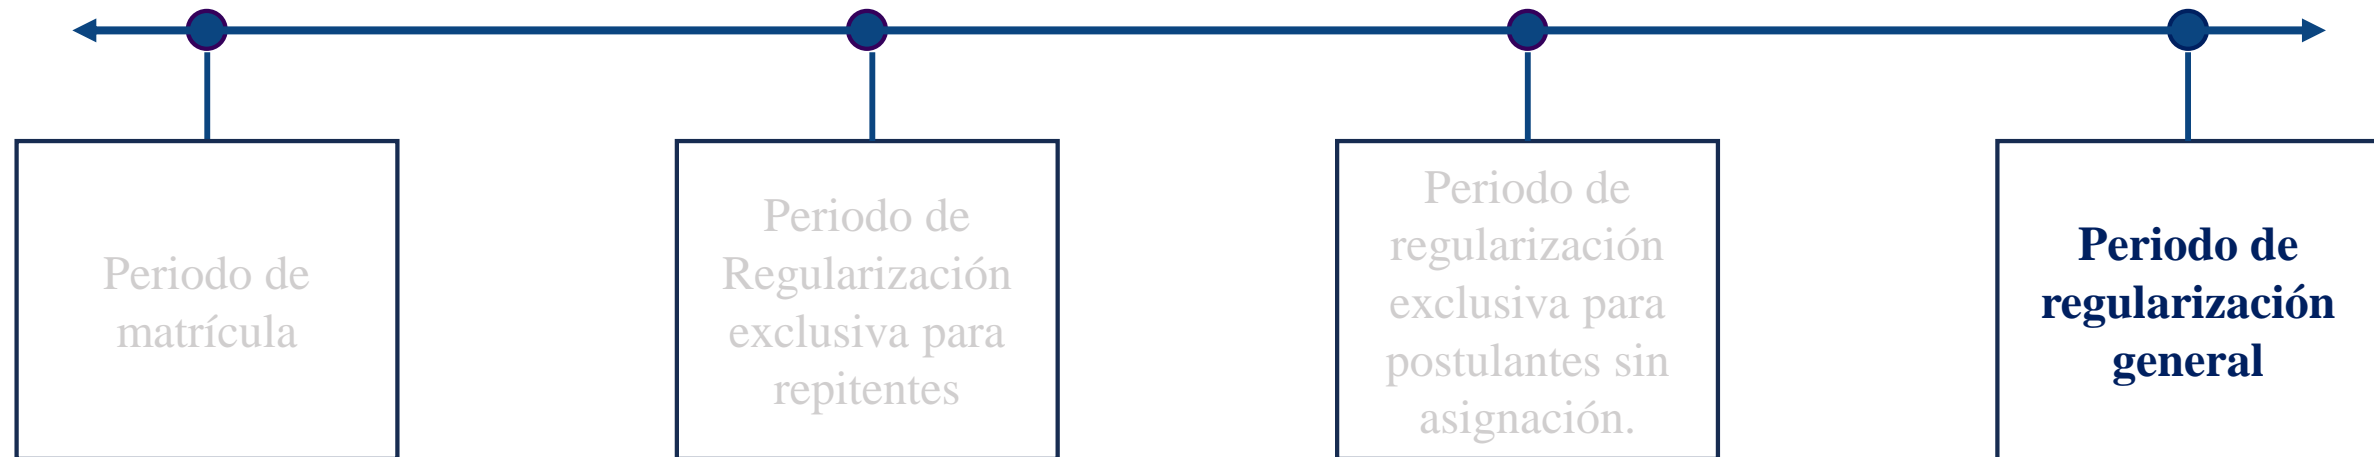 Periodo de
matrícula
Periodo de
Regularización
exclusiva para
repitentes
Periodo de
regularización
exclusiva para
postulantes sin
asignación.
Periodo de
regularización
general